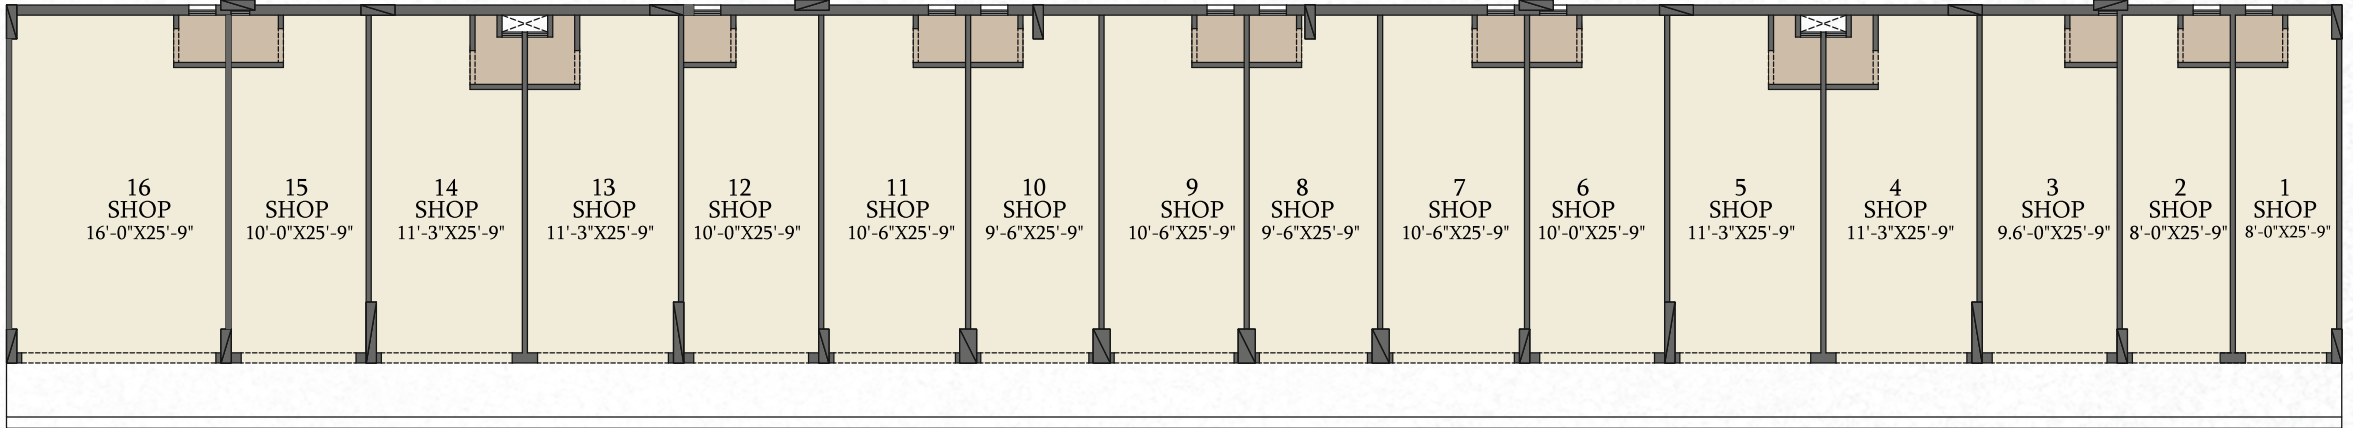 16
SHOP
16'-0"X25'-9"
15
SHOP
10'-0"X25'-9"
14
SHOP
11'-3"X25'-9"
13
SHOP
11'-3"X25'-9"
12
SHOP
10'-0"X25'-9"
11
SHOP
10'-6"X25'-9"
10
SHOP
9'-6"X25'-9"
9
SHOP
10'-6"X25'-9"
8
SHOP
9'-6"X25'-9"
7
SHOP
10'-6"X25'-9"
6
SHOP
10'-0"X25'-9"
5
SHOP
11'-3"X25'-9"
4
SHOP
11'-3"X25'-9"
3
SHOP
9.6'-0"X25'-9"
2
SHOP
8'-0"X25'-9"
1
SHOP
8'-0"X25'-9"